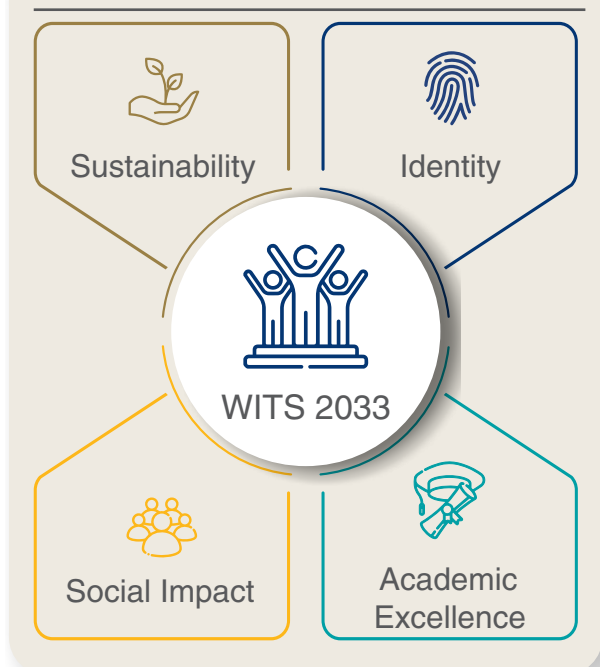 Sustainability
Identity
WITS 2033
Social Impact
Academic
Excellence